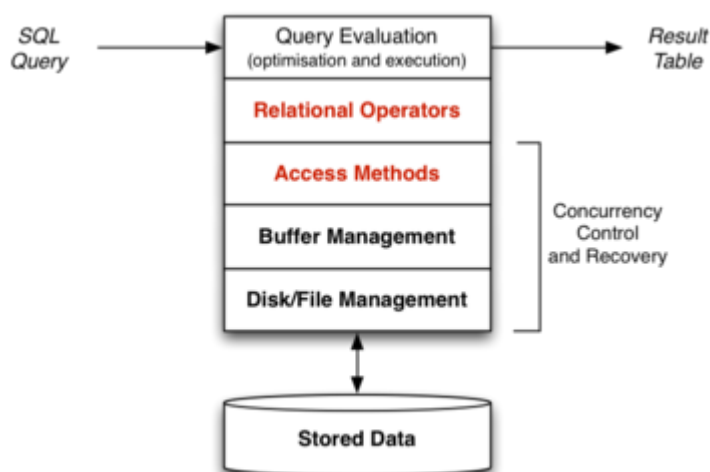 SQL
Query
Query Evaluation
(optimisation and execution)
Result
Table
Relational Operators
Access Methods
Buffer Management
Disk/File Management
Concurrency
Control
and Recovery
Stored Data